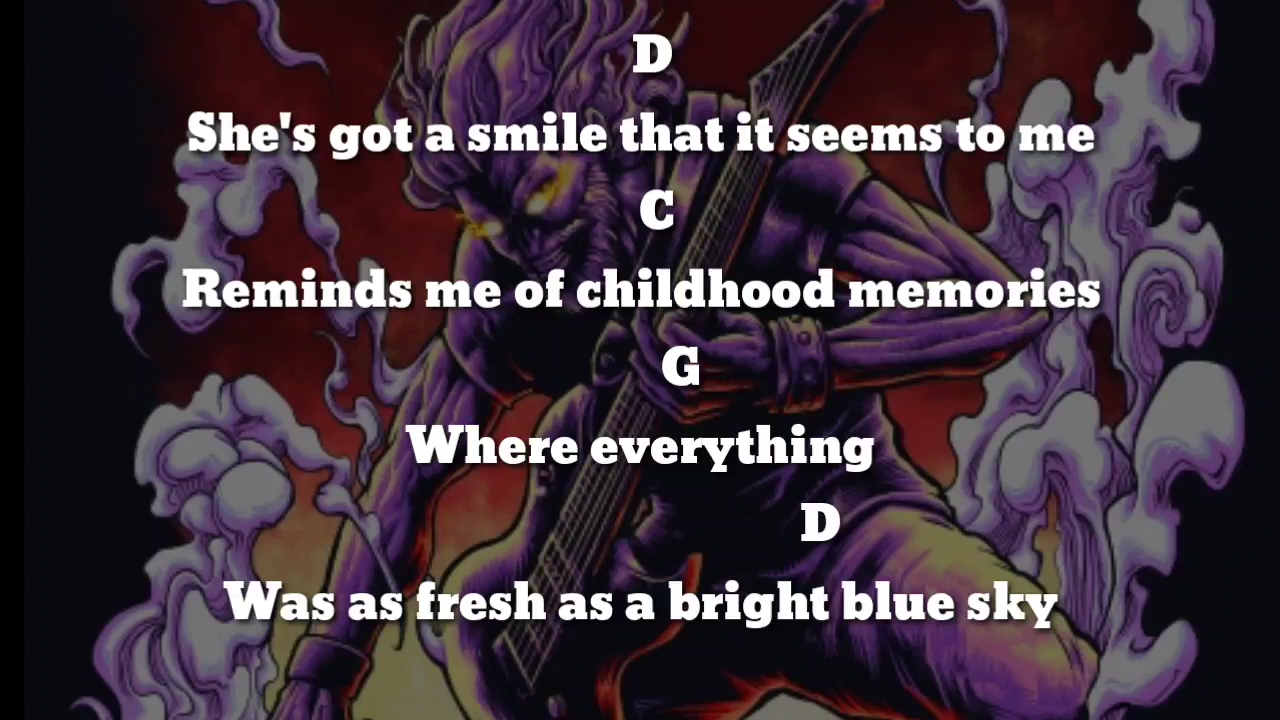 D
She's got a smile that it seems to me
C
Reminds me of childhood memories
G
Where everything
D
Was as fresh as a bright blue sky